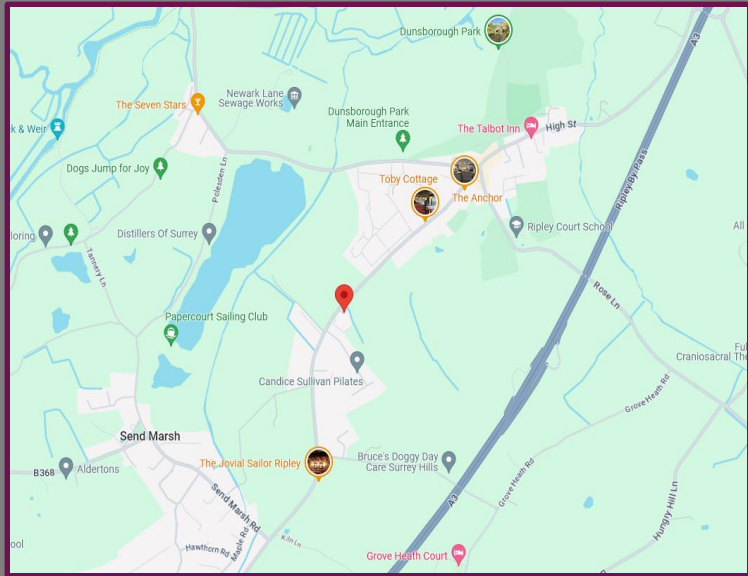 Dunsborough Park
A3
Newark Lane
Sewage Works
The Seven Stars
Dunsborough Park
Main Entrance
The Talbot Inn
High St
k & Weir
Dogs Jump for Joy
Polesden Ln
Toby Cottage
The Anchor
Ripley By-Pass
loring
Distillers Of Surrey
Ripley Court School
All
Tannery Ln
Rose Ln
Papercourt Sailing Club
Ful
Craniosacral The
Candice Sullivan Pilates
Grove Heath Rd
Send Marsh
B368
Aldertons
The Jovial Sailor Ripley
Bruce's Doggy Day
Care Surrey Hills
Send Marsh Rd
A3
Grove Heath Rd
Hungry Hill Ln
ool
Hawthorn Rd
Maple Rd
Kiln Ln
Grove Heath Court